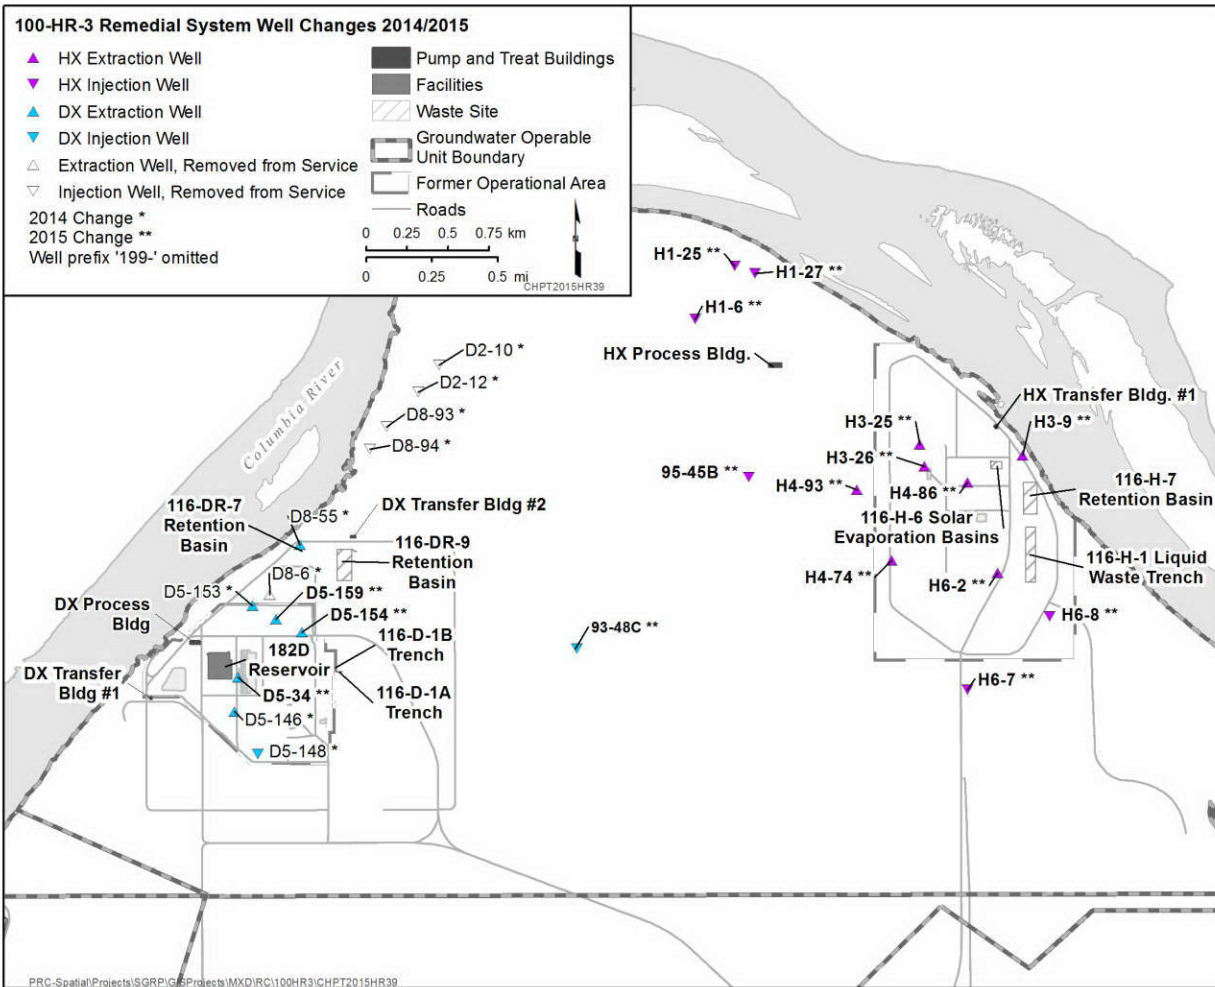 100-HR-3 Remedial System Well Changes 2014/2015
HX Extraction Well
HX Injection Well
DX Extraction Well
DX Injection Well
Extraction Well, Removed from Service
Injection Well, Removed from Service
2014 Change *
2015 Change **
Well prefix '199-' omitted
Pump and Treat Buildings
Facilities
Waste Site
Groundwater Operable
Unit Boundary
Former Operational Area
Roads
0 0.25 0.5 0.75 km
0 0.25 0.5 mi
CHPT2015HR39
H1-25 **
H1-27 **
H1-6 **
HX Process Bldg.
D2-10 *
D2-12 *
D8-93 *
D8-94 *
Columbia River
HX Transfer Bldg. #1
H3-9 **
H3-25 **
H3-26 **
95-45B **
H4-93 **
H4-86 **
116-H-7
Retention Basin
116-H-6 Solar
Evaporation Basins
116-H-1 Liquid
Waste Trench
H4-74 **
H6-2 **
H6-8 **
H6-7 **
116-DR-7
Retention
Basin
D8-55 *
DX Transfer Bldg #2
116-DR-9
Retention
Basin
D8-6 *
D5-153 *
D5-159 **
D5-154 **
DX Process
Bldg
116-D-1B
Trench
182D
Reservoir
93-48C **
DX Transfer
Bldg #1
D5-34 **
116-D-1A
Trench
D5-146 *
D5-148 *
PRC-Spatial\Projects\SGRP\GISProjects\MXD\RC\100HR3\CHPT2015HR39